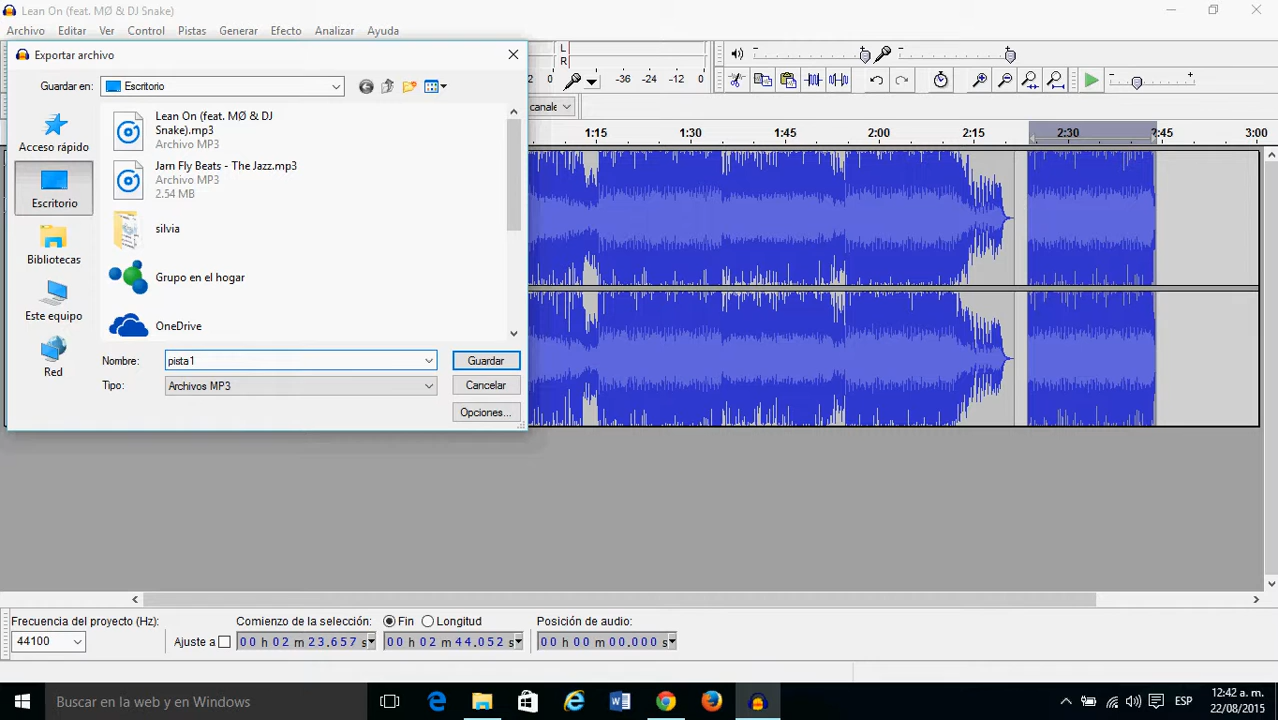 Lean On (feat. MØ & DJ Snake)
Archivo Editar Ver Control Pistas Generar Efecto Analizar Ayuda
Exportar archivo
Guardar en: Escritorio
Acceso rápido
Escritorio
Bibliotecas
Este equipo
Red
Lean On (feat. MØ & DJ
Snake).mp3
Archivo MP3
Jarn Fly Beats - The Jazz.mp3
Archivo MP3
2.54 MB
silvia
Grupo en el hogar
OneDrive
Nombre: pista1 Guardar
Tipo: Archivos MP3 Cancelar
Opciones...
L
R
0 -36 -24 -12 0
canale
1:15 1:30 1:45 2:00 2:15 2:30 2:45 3:00
Frecuencia del proyecto (Hz): Comienzo de la selección: Fin Longitud Posición de audio:
44100 Ajuste a 00 h 02 m 23.657 s 00 h 02 m 44.052 s 00 h 00 m 00.000 s
Buscar en la web y en Windows
ESP
12:42 a. m.
22/08/2015